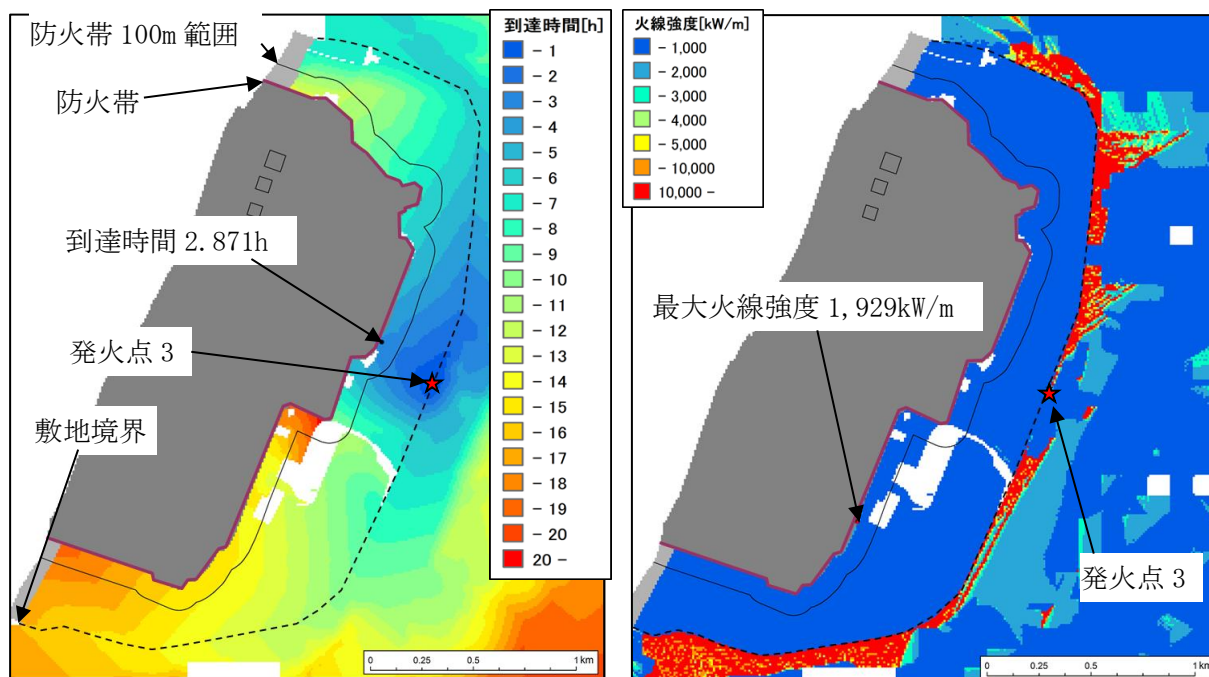 防火帯 100m 範囲
防火帯
到達時間 2.871h
発火点 3
敷地境界
到達時間[h]
- 1
- 2
- 3
- 4
- 5
- 6
- 7
- 8
- 9
- 10
- 11
- 12
- 13
- 14
- 15
- 16
- 17
- 18
- 19
- 20
20 -
0 0.25 0.5 1 km
火線強度[kW/m]
- 1,000
- 2,000
- 3,000
- 4,000
- 5,000
- 10,000
10,000 -
最大火線強度 1,929kW/m
発火点 3
0 0.25 0.5 1 km